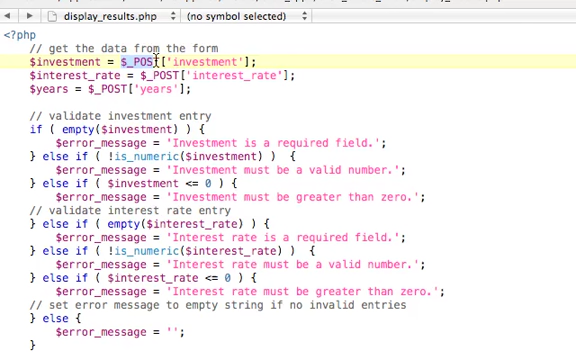 display_results.php (no symbol selected)
<?php
// get the data from the form
$investment = $_POST['investment'];
$interest_rate = $_POST['interest_rate'];
$years = $_POST['years'];
// validate investment entry
if ( empty($investment) ) {
$error_message = 'Investment is a required field.';
} else if ( !is_numeric($investment) )  {
$error_message = 'Investment must be a valid number.';
} else if ( $investment <= 0 ) {
$error_message = 'Investment must be greater than zero.';
// validate interest rate entry
} else if ( empty($interest_rate) ) {
$error_message = 'Interest rate is a required field.';
} else if ( !is_numeric($interest_rate) )  {
$error_message = 'Interest rate must be a valid number.';
} else if ( $interest_rate <= 0 ) {
$error_message = 'Interest rate must be greater than zero.';
// set error message to empty string if no invalid entries
} else {
$error_message = '';
}